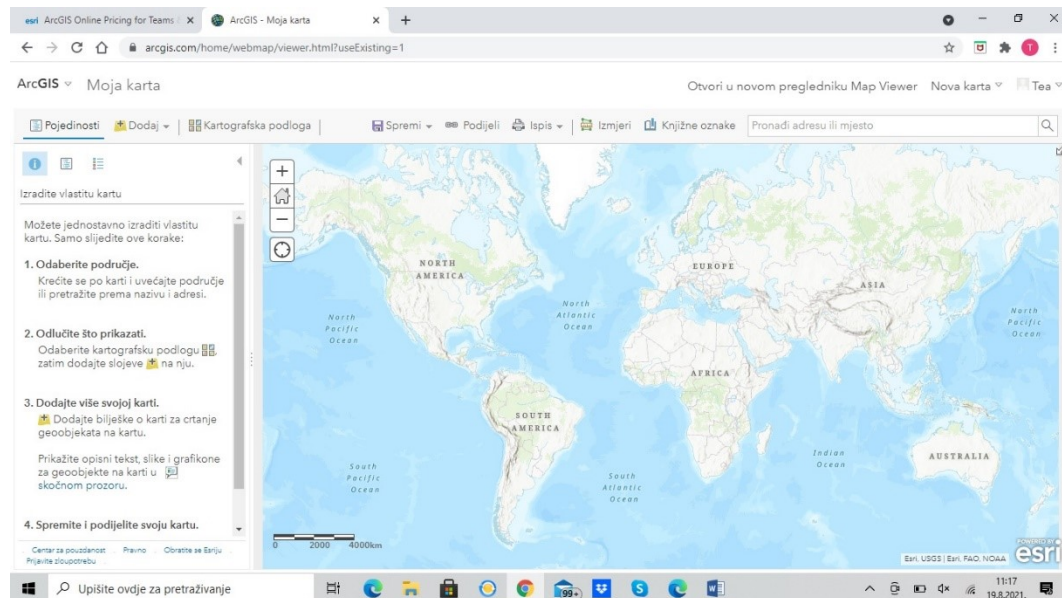 esri ArcGIS Online Pricing for Teams
ArcGIS - Moja karta
arcgis.com/home/webmap/viewer.html?useExisting=1
T
ArcGIS Moja karta
Otvori u novom pregledniku Map Viewer Nova karta Tea
Pojedinosti Dodaj Kartografska podloga Spremi Podijeli Ispis Izmjeri Knjižne oznake Pronađi adresu ili mjesto
Izradite vlastitu kartu
Možete jednostavno izraditi vlastitu
kartu. Samo slijedite ove korake:
1. Odaberite područje.
Krećite se po karti i uvećajte područje
ili pretražite prema nazivu i adresi.
2. Odlučite što prikazati.
Odaberite kartografsku podlogu
zatim dodajte slojeve na nju.
3. Dodajte više svojoj karti.
Dodajte bilješke o karti za crtanje
geoobjekata na kartu.
Prikažite opisni tekst, slike i grafikone
za geoobjekte na karti u
skočnom prozoru.
4. Spremite i podijelite svoju kartu.
Centar za pouzdanost Pravno Obratite se Esriju
Prijavite zloupotrebu
NORTH
AMERICA
EUROPE
ASIA
North
Pacific
Ocean
North
Atlantic
Ocean
North
Pacific
Ocean
AFRICA
SOUTH
AMERICA
Indian
Ocean
AUSTRALIA
South
Pacific
Ocean
South
Atlantic
Ocean
0 2000 4000km
Esri, USGS | Esri, FAO, NOAA
POWERED BY
esri
Upišite ovdje za pretraživanje
99+
11:17
19.8.2021.